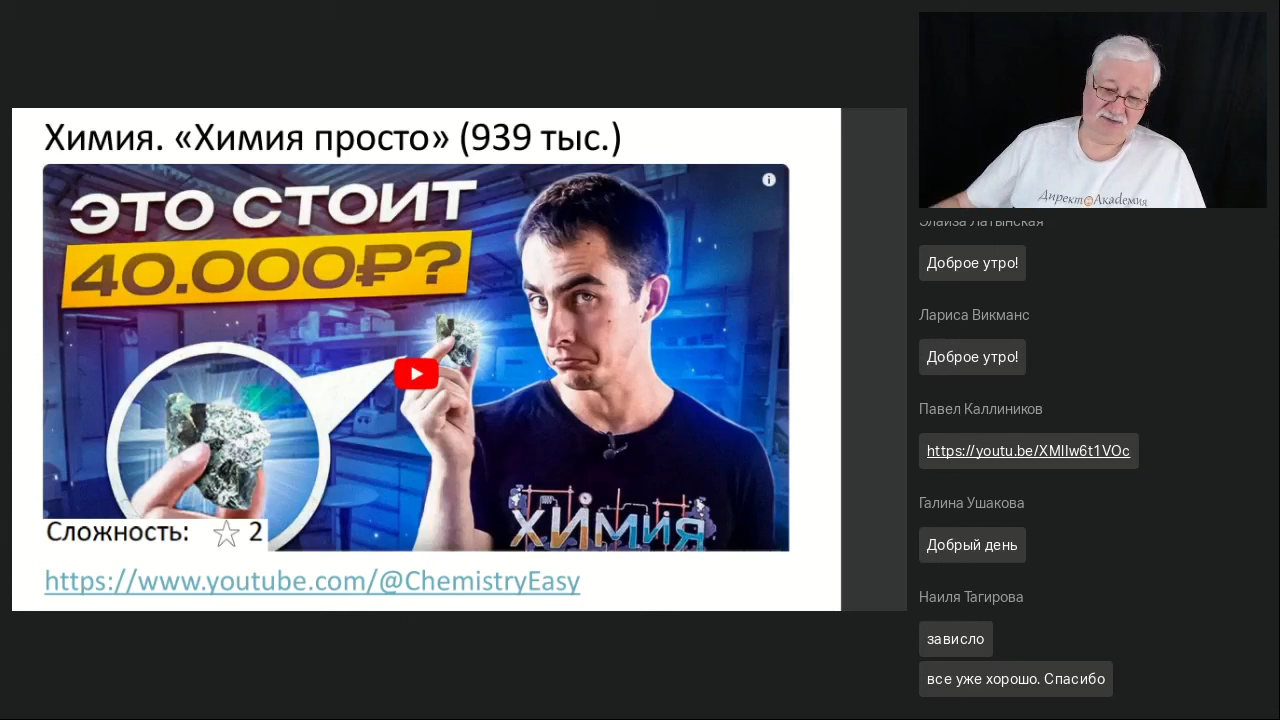 Химия. «Химия просто» (939 тыс.)
ЭТО СТОИТ
40.000₽?
ХИМИЯ
Сложность: ☆ 2
https://www.youtube.com/@ChemistryEasy
Директ Академия
Элайза Латынская
Доброе утро!
Лариса Викманс
Доброе утро!
Павел Каллиников
https://youtu.be/XMIIw6t1VOc
Галина Ушакова
Добрый день
Наиля Тагирова
зависло
все уже хорошо. Спасибо